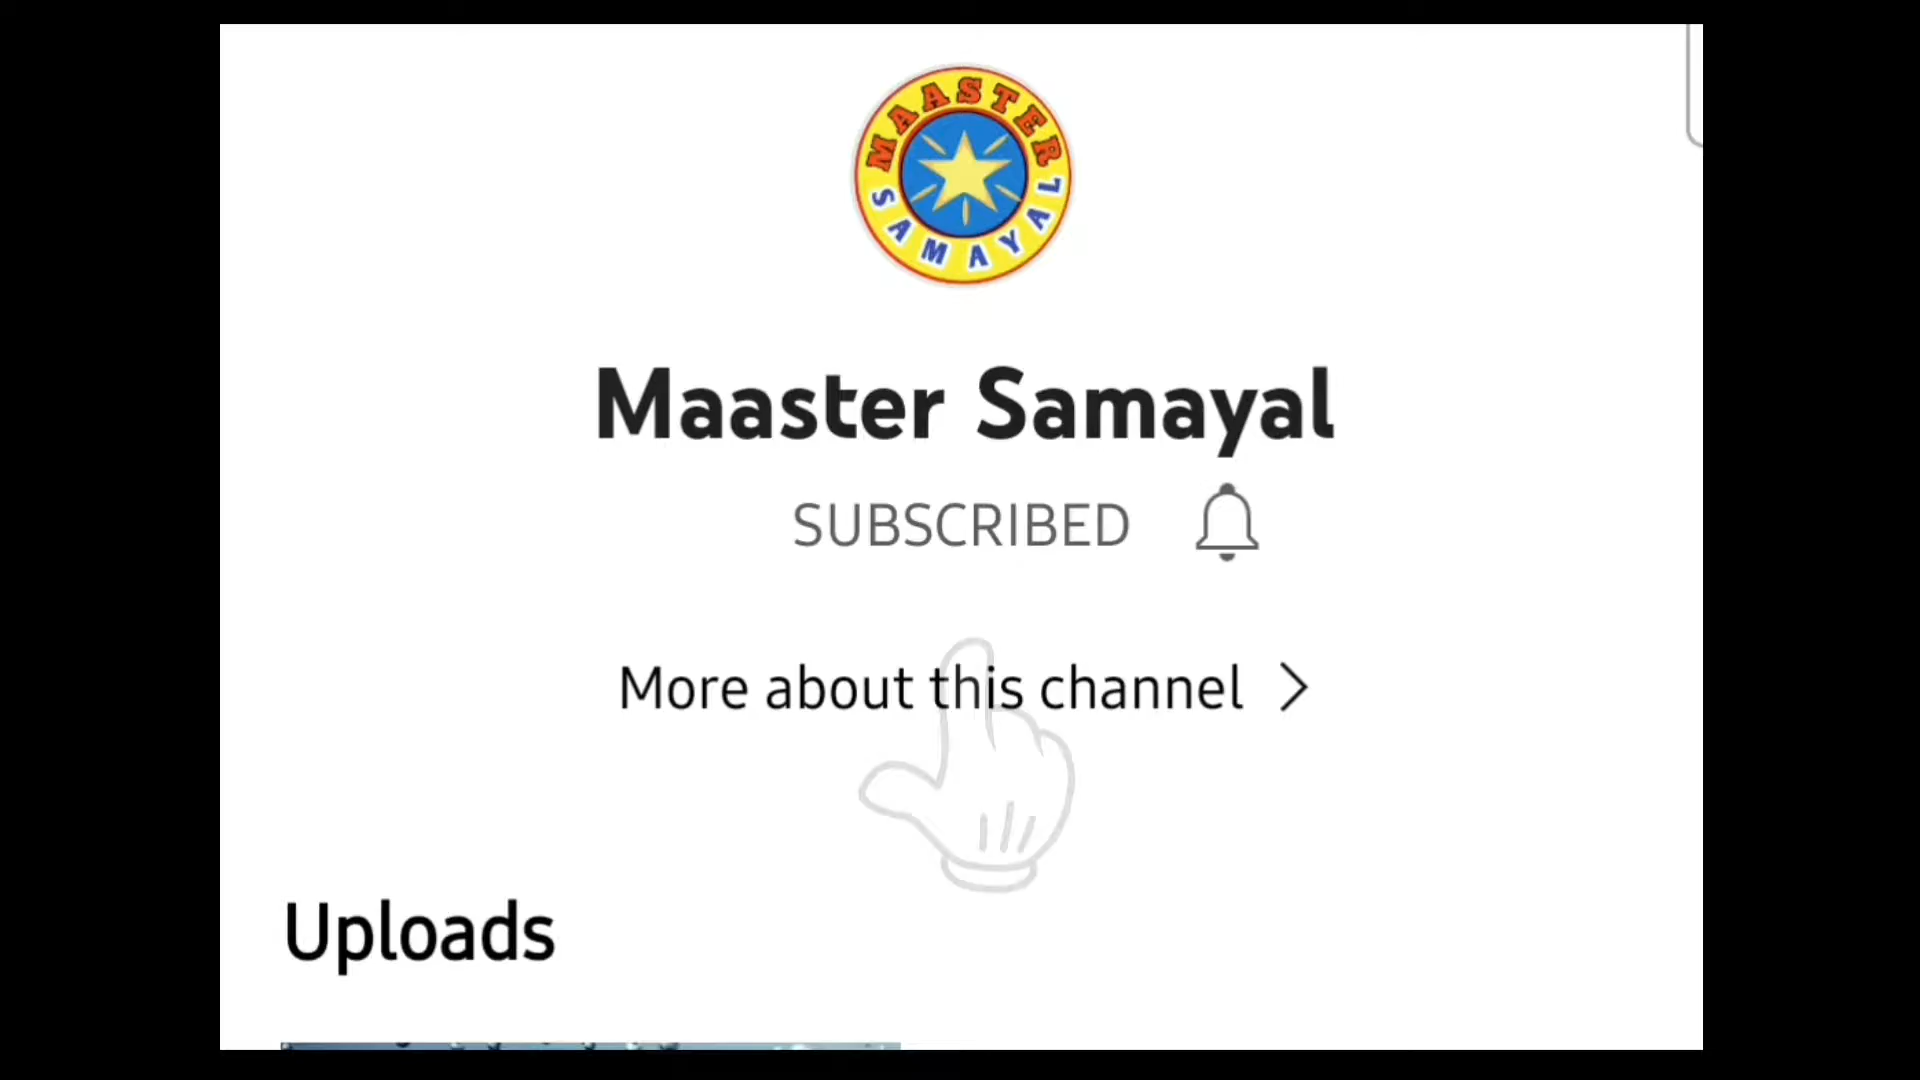 MAASTER
SAMAYAL
Maaster Samayal
SUBSCRIBED
More about this channel
Uploads